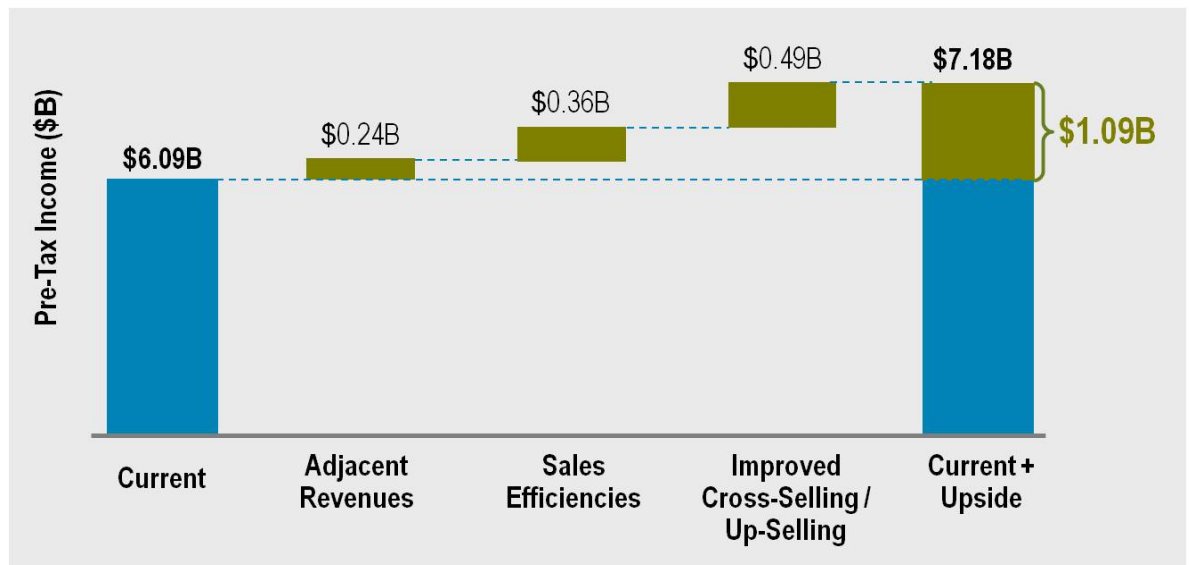 Pre-Tax Income ($B)
$6.09B
$0.24B
$0.36B
$0.49B
$7.18B
$1.09B
Current
Adjacent
Revenues
Sales
Efficiencies
Improved
Cross-Selling /
Up-Selling
Current +
Upside